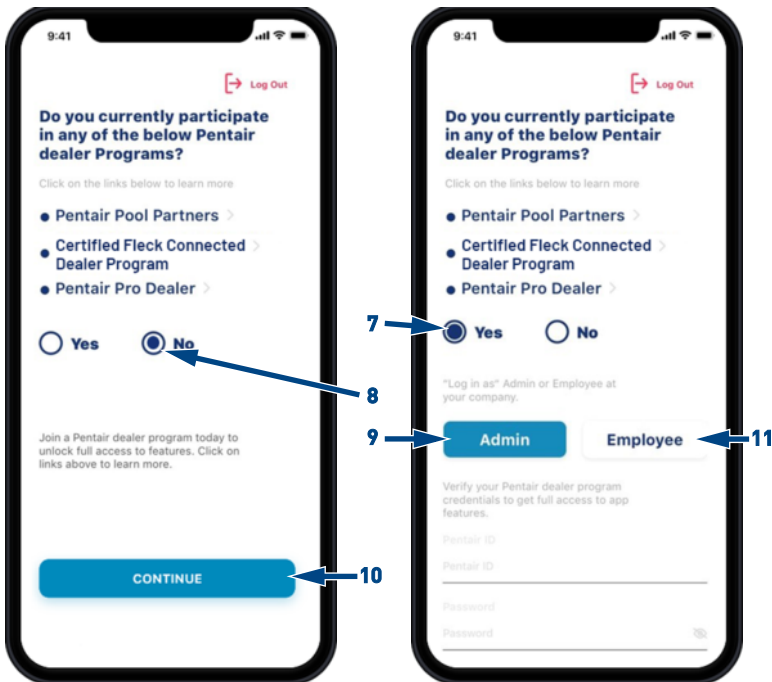 9:41
Log Out
Do you currently participate
in any of the below Pentair
dealer Programs?
Click on the links below to learn more
Pentair Pool Partners
Certified Fleck Connected
Dealer Program
Pentair Pro Dealer
Yes No
8
Join a Pentair dealer program today to
unlock full access to features. Click on
links above to learn more.
CONTINUE
10
9:41
Log Out
Do you currently participate
in any of the below Pentair
dealer Programs?
Click on the links below to learn more
Pentair Pool Partners
Certified Fleck Connected
Dealer Program
Pentair Pro Dealer
7
Yes No
"Log in as" Admin or Employee at
your company.
9
Admin Employee
11
Verify your Pentair dealer program
credentials to get full access to app
features.
Pentair ID
Pentair ID
Password
Password